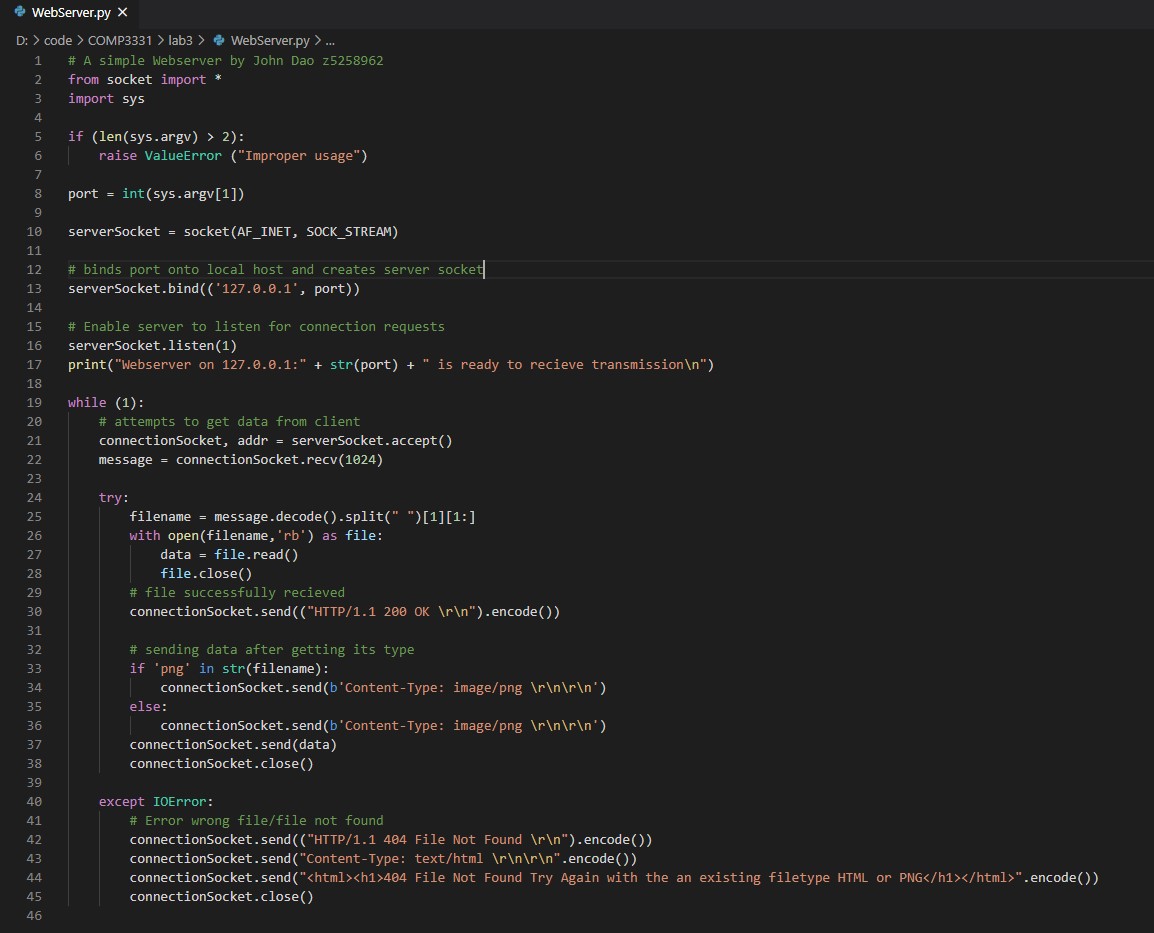 WebServer.py ✕
D: > code > COMP3331 > lab3 > WebServer.py > ...
1 # A simple Webserver by John Dao z5258962
2 from socket import *
3 import sys
4
5 if (len(sys.argv) > 2):
6     raise ValueError ("Improper usage")
7
8 port = int(sys.argv[1])
9
10 serverSocket = socket(AF_INET, SOCK_STREAM)
11
12 # binds port onto local host and creates server socket
13 serverSocket.bind(('127.0.0.1', port))
14
15 # Enable server to listen for connection requests
16 serverSocket.listen(1)
17 print("Webserver on 127.0.0.1:" + str(port) + " is ready to recieve transmission\n")
18
19 while (1):
20     # attempts to get data from client
21     connectionSocket, addr = serverSocket.accept()
22     message = connectionSocket.recv(1024)
23
24     try:
25         filename = message.decode().split(" ")[1][1:]
26         with open(filename,'rb') as file:
27             data = file.read()
28             file.close()
29         # file successfully recieved
30         connectionSocket.send(("HTTP/1.1 200 OK \r\n").encode())
31
32         # sending data after getting its type
33         if 'png' in str(filename):
34             connectionSocket.send(b'Content-Type: image/png \r\n\r\n')
35         else:
36             connectionSocket.send(b'Content-Type: image/png \r\n\r\n')
37         connectionSocket.send(data)
38         connectionSocket.close()
39
40     except IOError:
41         # Error wrong file/file not found
42         connectionSocket.send(("HTTP/1.1 404 File Not Found \r\n").encode())
43         connectionSocket.send("Content-Type: text/html \r\n\r\n".encode())
44         connectionSocket.send("<html><h1>404 File Not Found Try Again with the an existing filetype HTML or PNG</h1></html>".encode())
45         connectionSocket.close()
46